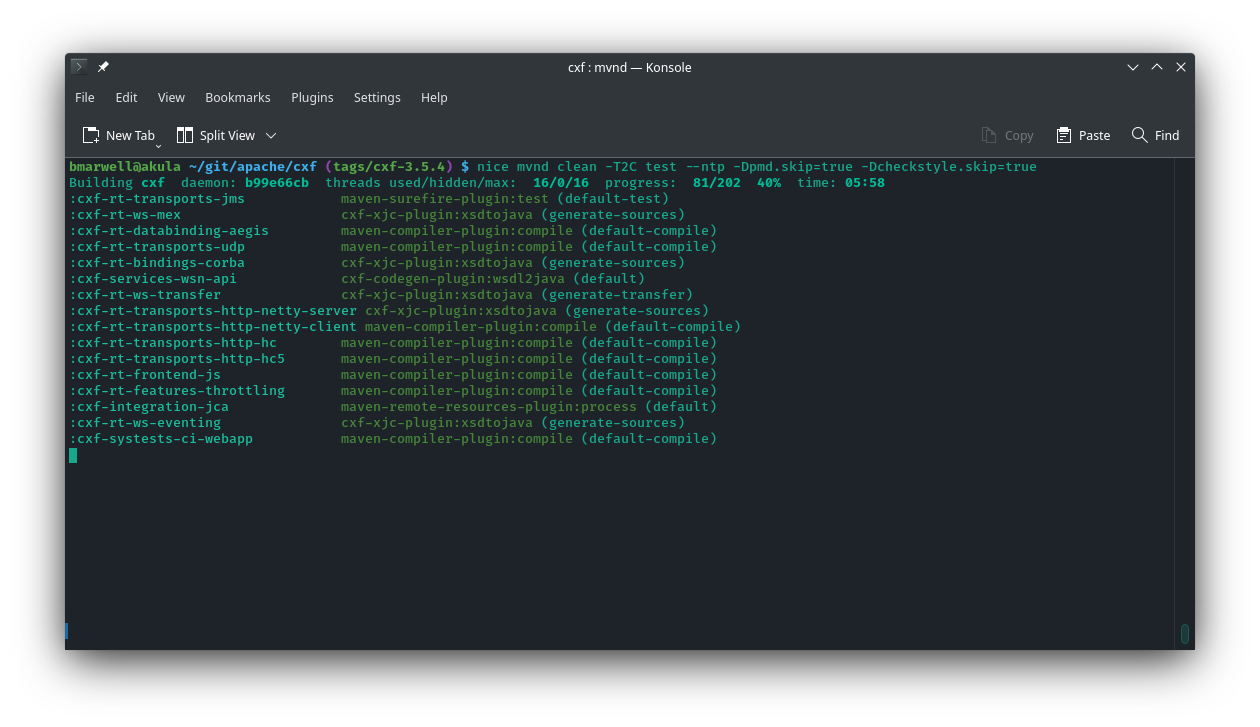 cxf : mvnd — Konsole
File Edit View Bookmarks Plugins Settings Help
New Tab Split View Copy Paste Find
bmarwell@akula ~/git/apache/cxf (tags/cxf-3.5.4) $ nice mvnd clean -T2C test --ntp -Dpmd.skip=true -Dcheckstyle.skip=true
Building cxf daemon: b99e66cb threads used/hidden/max: 16/0/16 progress: 81/202 40% time: 05:58
:cxf-rt-transports-jms maven-surefire-plugin:test (default-test)
:cxf-rt-ws-mex cxf-xjc-plugin:xsdtojava (generate-sources)
:cxf-rt-databinding-aegis maven-compiler-plugin:compile (default-compile)
:cxf-rt-transports-udp maven-compiler-plugin:compile (default-compile)
:cxf-rt-bindings-corba cxf-xjc-plugin:xsdtojava (generate-sources)
:cxf-services-wsn-api cxf-codegen-plugin:wsdl2java (default)
:cxf-rt-ws-transfer cxf-xjc-plugin:xsdtojava (generate-transfer)
:cxf-rt-transports-http-netty-server cxf-xjc-plugin:xsdtojava (generate-sources)
:cxf-rt-transports-http-netty-client maven-compiler-plugin:compile (default-compile)
:cxf-rt-transports-http-hc maven-compiler-plugin:compile (default-compile)
:cxf-rt-transports-http-hc5 maven-compiler-plugin:compile (default-compile)
:cxf-rt-frontend-js maven-compiler-plugin:compile (default-compile)
:cxf-rt-features-throttling maven-compiler-plugin:compile (default-compile)
:cxf-integration-jca maven-remote-resources-plugin:process (default)
:cxf-rt-ws-eventing cxf-xjc-plugin:xsdtojava (generate-sources)
:cxf-systests-ci-webapp maven-compiler-plugin:compile (default-compile)